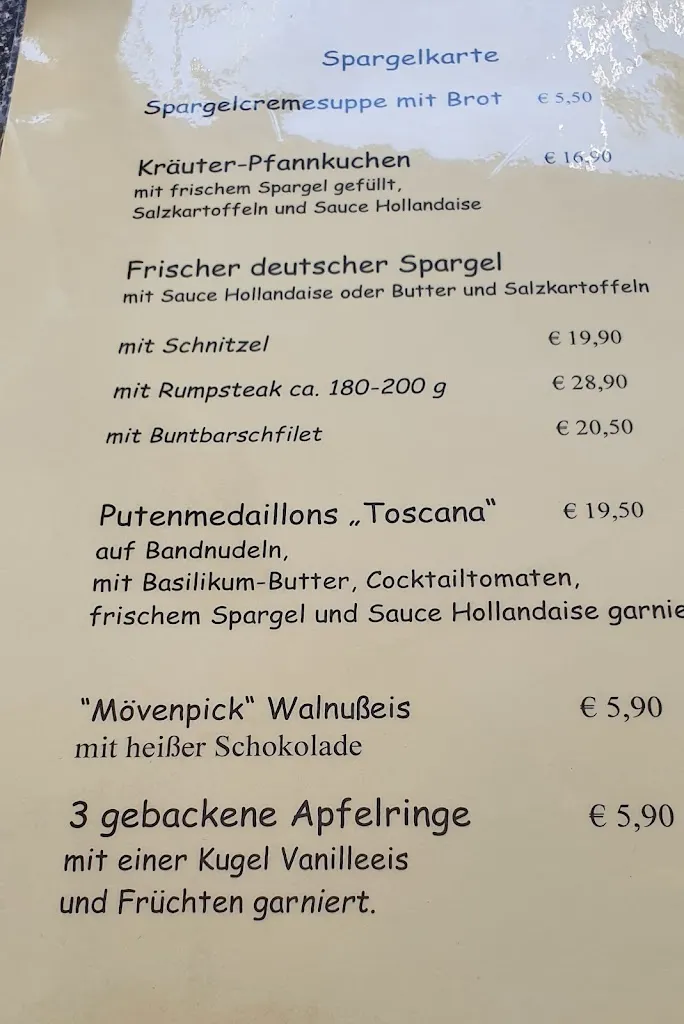 Spargelkarte
Spargelcremesuppe mit Brot € 5,50
Kräuter-Pfannkuchen € 16,90
mit frischem Spargel gefüllt,
Salzkartoffeln und Sauce Hollandaise
Frischer deutscher Spargel
mit Sauce Hollandaise oder Butter und Salzkartoffeln
mit Schnitzel € 19,90
mit Rumpsteak ca. 180-200 g € 28,90
mit Buntbarschfilet € 20,50
Putenmedaillons „Toscana“ € 19,50
auf Bandnudeln,
mit Basilikum-Butter, Cocktailtomaten,
frischem Spargel und Sauce Hollandaise garnie
"Mövenpick" Walnußeis € 5,90
mit heißer Schokolade
3 gebackene Apfelringe € 5,90
mit einer Kugel Vanilleeis
und Früchten garniert.